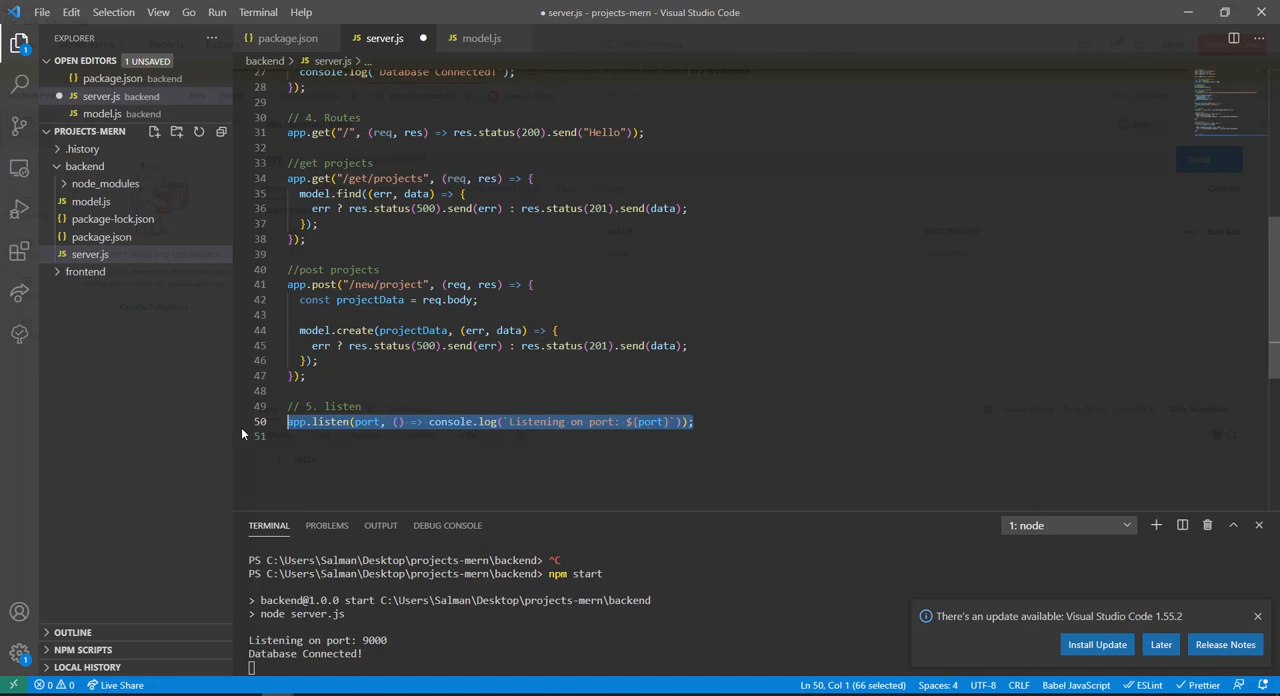 File Edit Selection View Go Run Terminal Help
● server.js - projects-mern - Visual Studio Code
EXPLORER
OPEN EDITORS 1 UNSAVED
package.json backend
server.js backend
model.js backend
PROJECTS-MERN
.history
backend
node_modules
model.js
package-lock.json
package.json
server.js
frontend
OUTLINE
NPM SCRIPTS
LOCAL HISTORY
package.json server.js model.js
backend > JS server.js > ...
27 console.log("Database Connected!");
28 });
29
30 // 4. Routes
31 app.get("/", (req, res) => res.status(200).send("Hello"));
32
33 //get projects
34 app.get("/get/projects", (req, res) => {
35 model.find((err, data) => {
36 err ? res.status(500).send(err) : res.status(201).send(data);
37 });
38 });
39
40 //post projects
41 app.post("/new/project", (req, res) => {
42 const projectData = req.body;
43
44 model.create(projectData, (err, data) => {
45 err ? res.status(500).send(err) : res.status(201).send(data);
46 });
47 });
48
49 // 5. listen
50 app.listen(port, () => console.log(`Listening on port: ${port}`));
51
TERMINAL PROBLEMS OUTPUT DEBUG CONSOLE
1: node
PS C:\Users\Salman\Desktop\projects-mern\backend> ^C
PS C:\Users\Salman\Desktop\projects-mern\backend> npm start
> backend@1.0.0 start C:\Users\Salman\Desktop\projects-mern\backend
> node server.js
Listening on port: 9000
Database Connected!
There's an update available: Visual Studio Code 1.55.2
Install Update Later Release Notes
0 0 Live Share
Ln 50, Col 1 (66 selected) Spaces: 4 UTF-8 CRLF Babel JavaScript ESLint Prettier